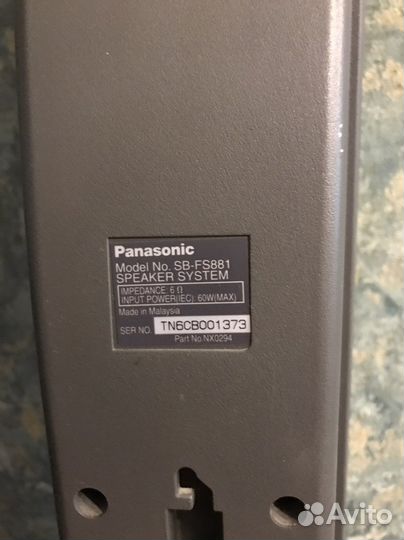 Panasonic
Model No. SB-FS881
SPEAKER SYSTEM
IMPEDANCE 6 Ω
INPUT POWER(IEC) 60W(MAX)
Made in Malaysia
SER NO. TN6CB001373
Part No NX0294
Avito